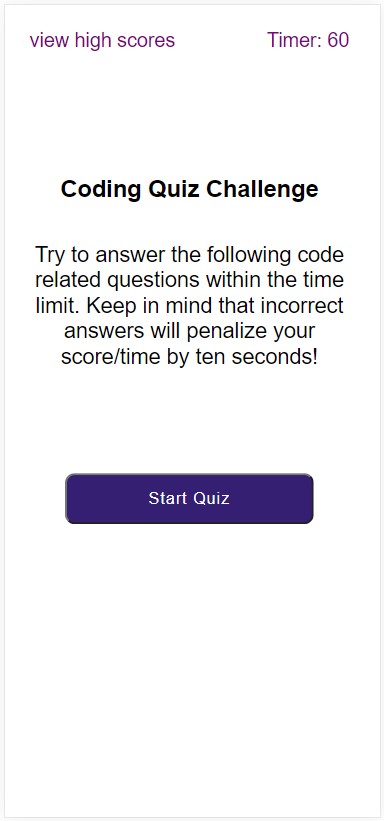 view high scores Timer: 60
Coding Quiz Challenge
Try to answer the following code
related questions within the time
limit. Keep in mind that incorrect
answers will penalize your
score/time by ten seconds!
Start Quiz